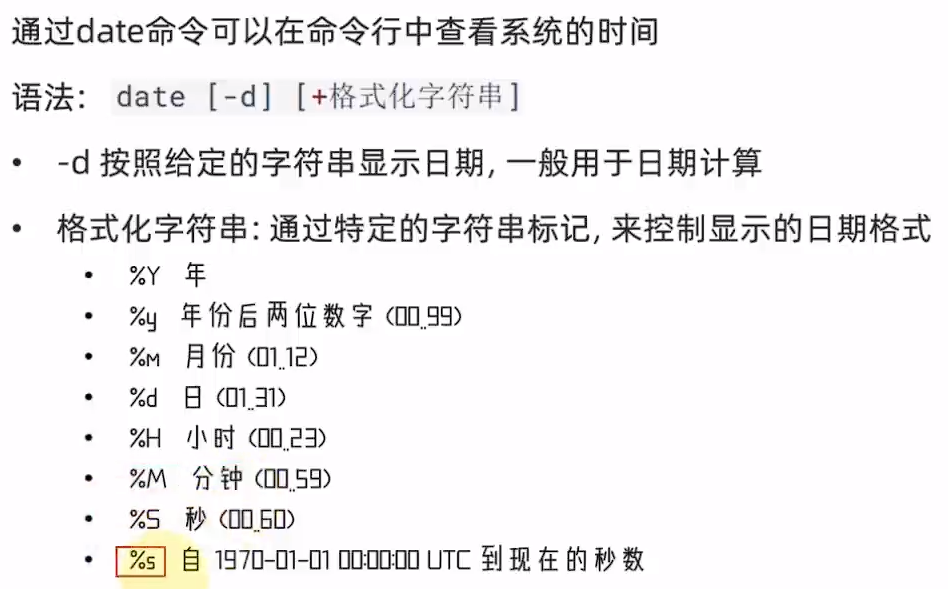 通过date命令可以在命令行中查看系统的时间
语法: date [-d] [+格式化字符串]
• -d 按照给定的字符串显示日期, 一般用于日期计算
• 格式化字符串: 通过特定的字符串标记, 来控制显示的日期格式
• %Y 年
• %y 年份后两位数字 (00..99)
• %m 月份 (01..12)
• %d 日 (01..31)
• %H 小时 (00..23)
• %M 分钟 (00..59)
• %S 秒 (00..60)
• %s 自 1970-01-01 00:00:00 UTC 到现在的秒数